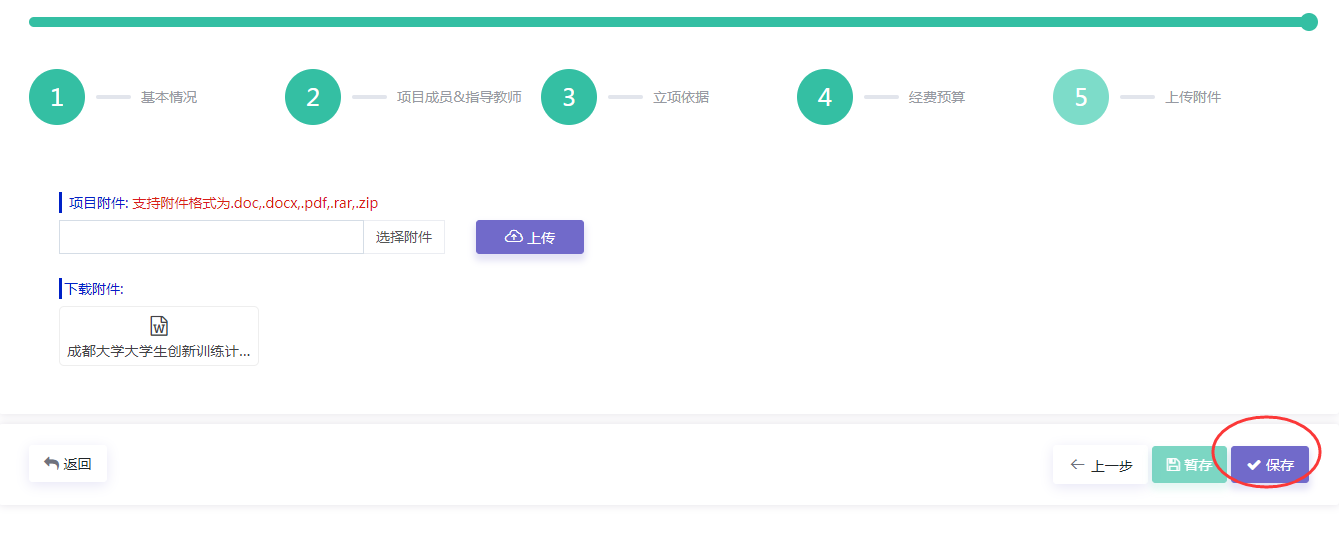 1 基本情况 2 项目成员&指导教师 3 立项依据 4 经费预算 5 上传附件
项目附件: 支持附件格式为.doc,.docx,.pdf,.rar,.zip
选择附件 上传
下载附件:
W
成都大学大学生创新训练计...
返回 上一步 暂存 保存